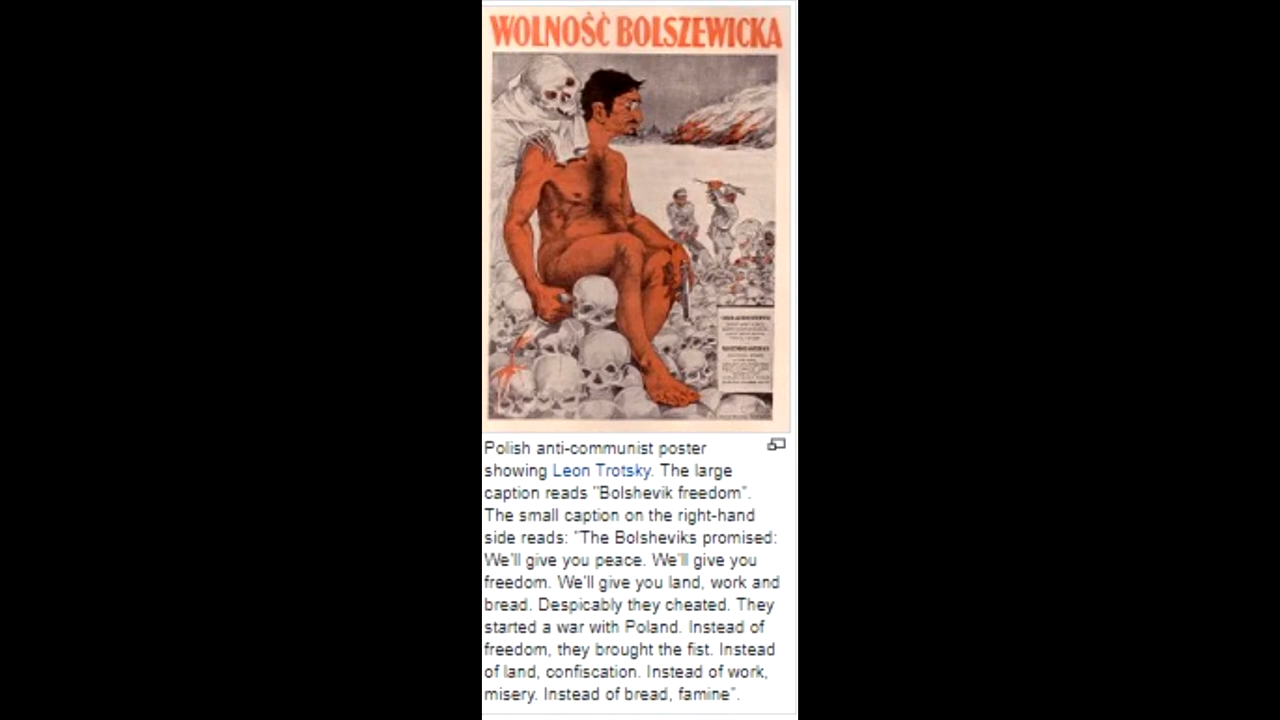 WOLNOŚĆ BOLSZEWICKA
Polish anti-communist poster
showing Leon Trotsky. The large
caption reads "Bolshevik freedom".
The small caption on the right-hand
side reads: "The Bolsheviks promised:
We'll give you peace. We'll give you
freedom. We'll give you land, work and
bread. Despicably they cheated. They
started a war with Poland. Instead of
freedom, they brought the fist. Instead
of land, confiscation. Instead of work,
misery. Instead of bread, famine".